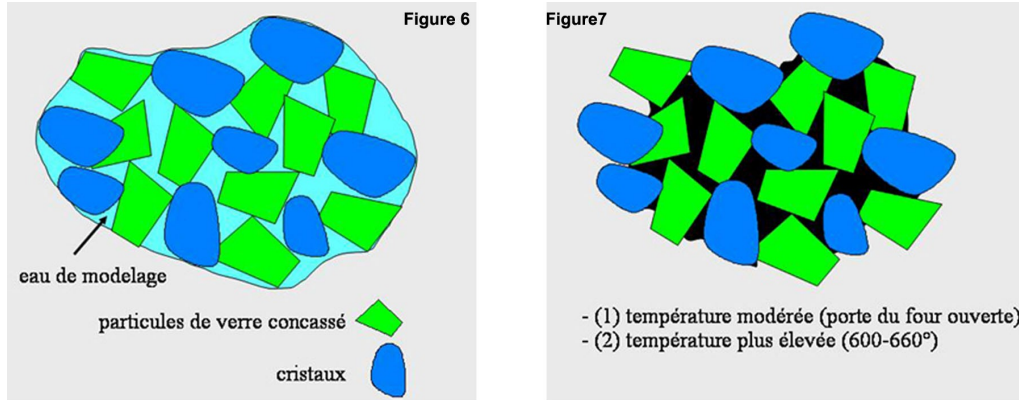 Figure 6
eau de modelage
particules de verre concassé
cristaux
Figure7
- (1) température modérée (porte du four ouverte)
- (2) température plus élevée (600-660°)